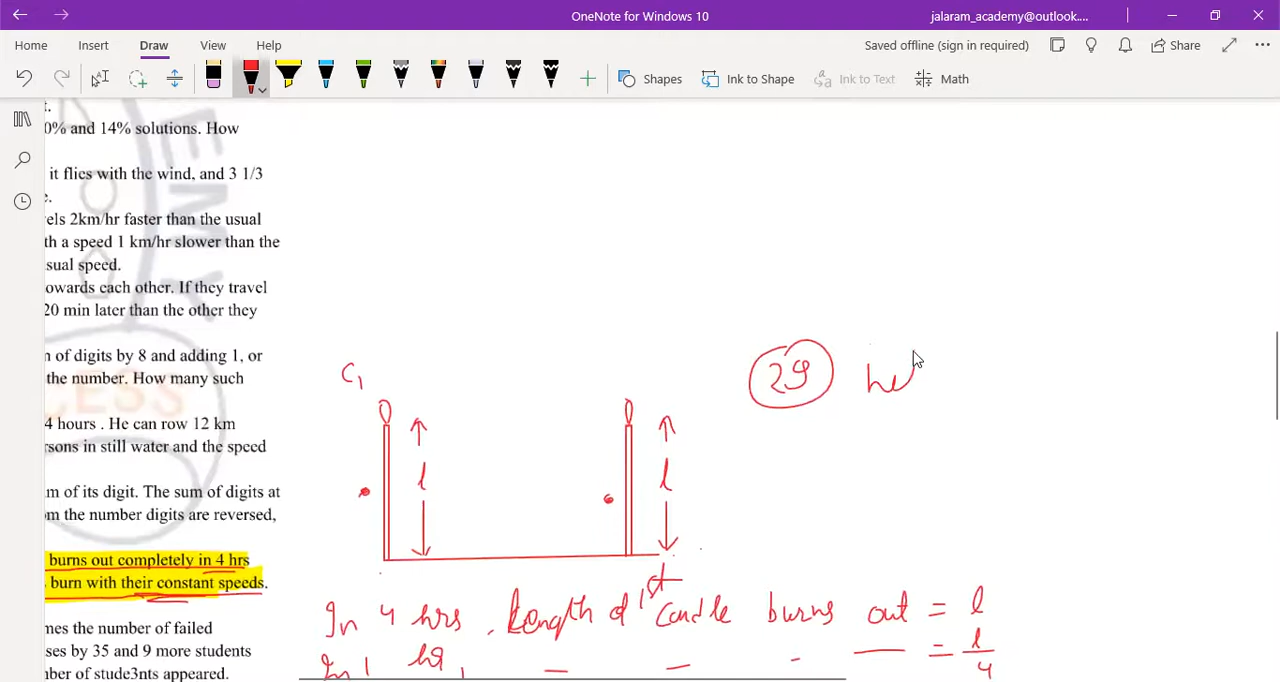 OneNote for Windows 10
jalaram_academy@outlook....
Home Insert Draw View Help
Saved offline (sign in required)
Share
Shapes
Ink to Shape
Ink to Text
Math
t.
0% and 14% solutions. How
it flies with the wind, and 3 1/3
e.
els 2km/hr faster than the usual
th a speed 1 km/hr slower than the
sual speed.
owards each other. If they travel
20 min later than the other they
n of digits by 8 and adding 1, or
the number. How many such
4 hours . He can row 12 km
rsons in still water and the speed
m of its digit. The sum of digits at
om the number digits are reversed,
burns out completely in 4 hrs
burn with their constant speeds.
mes the number of failed
ses by 35 and 9 more students
nber of stude3nts appeared.
EMY
CESS
C1
29
l
l
In 4 hrs, Length of 1st candle burns out = l
In 1 hr, — — - — = l/4